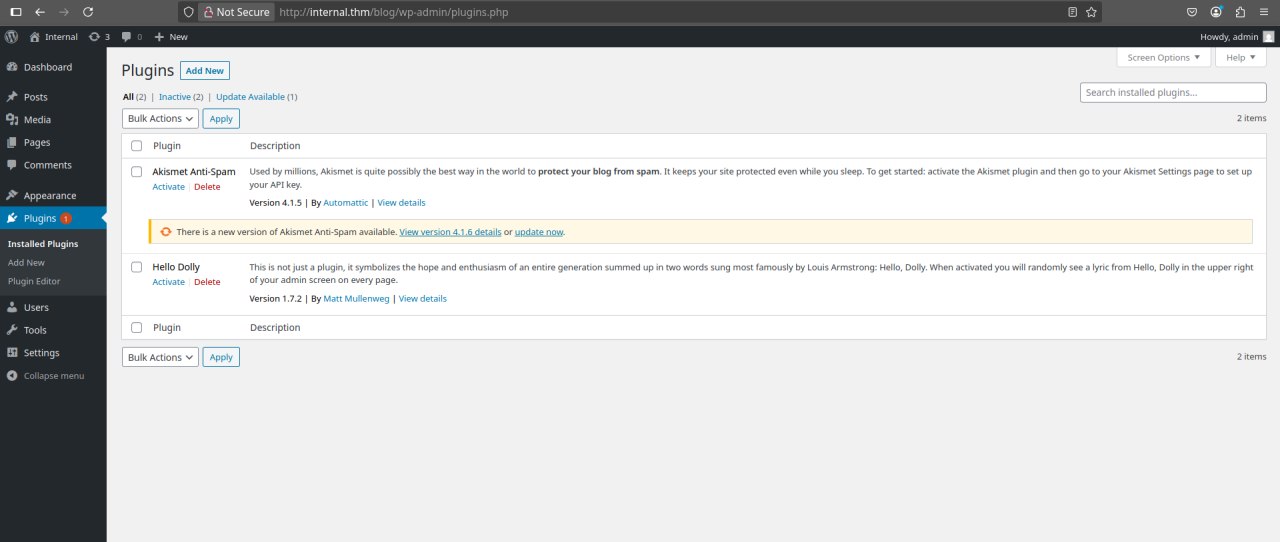 Not Secure http://internal.thm/blog/wp-admin/plugins.php
Internal 3 0 New Howdy, admin
Screen Options Help
Dashboard
Posts
Media
Pages
Comments
Appearance
Plugins 1
Installed Plugins
Add New
Plugin Editor
Users
Tools
Settings
Collapse menu
Plugins Add New
All (2) | Inactive (2) | Update Available (1)
Search installed plugins...
Bulk Actions Apply
2 items
Plugin Description
Akismet Anti-Spam
Activate | Delete
Used by millions, Akismet is quite possibly the best way in the world to protect your blog from spam. It keeps your site protected even while you sleep. To get started: activate the Akismet plugin and then go to your Akismet Settings page to set up
your API key.
Version 4.1.5 | By Automattic | View details
There is a new version of Akismet Anti-Spam available. View version 4.1.6 details or update now.
Hello Dolly
Activate | Delete
This is not just a plugin, it symbolizes the hope and enthusiasm of an entire generation summed up in two words sung most famously by Louis Armstrong: Hello, Dolly. When activated you will randomly see a lyric from Hello, Dolly in the upper right
of your admin screen on every page.
Version 1.7.2 | By Matt Mullenweg | View details
Plugin Description
Bulk Actions Apply
2 items